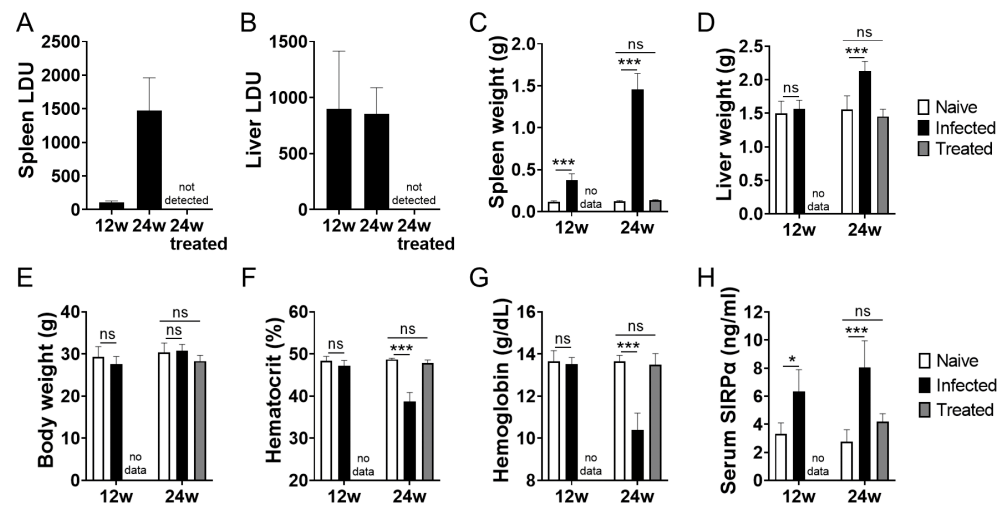 A
Spleen LDU
2500
2000
1500
1000
500
0
not
detected
12w 24w 24w
treated
B
Liver LDU
1500
1000
500
0
not
detected
12w 24w 24w
treated
C
Spleen weight (g)
2.0
1.5
1.0
0.5
0.0
ns
***
***
no
data
12w 24w
D
Liver weight (g)
2.5
2.0
1.5
1.0
0.5
0.0
ns
***
ns
no
data
12w 24w
Naive
Infected
Treated
E
Body weight (g)
40
30
20
10
0
ns
ns
ns
no
data
12w 24w
F
Hematocrit (%)
60
50
40
30
20
ns
ns
***
no
data
12w 24w
G
Hemoglobin (g/dL)
16
14
12
10
8
ns
ns
***
no
data
12w 24w
H
Serum SIRPα (ng/ml)
12
10
8
6
4
2
0
ns
***
*
no
data
12w 24w
Naive
Infected
Treated